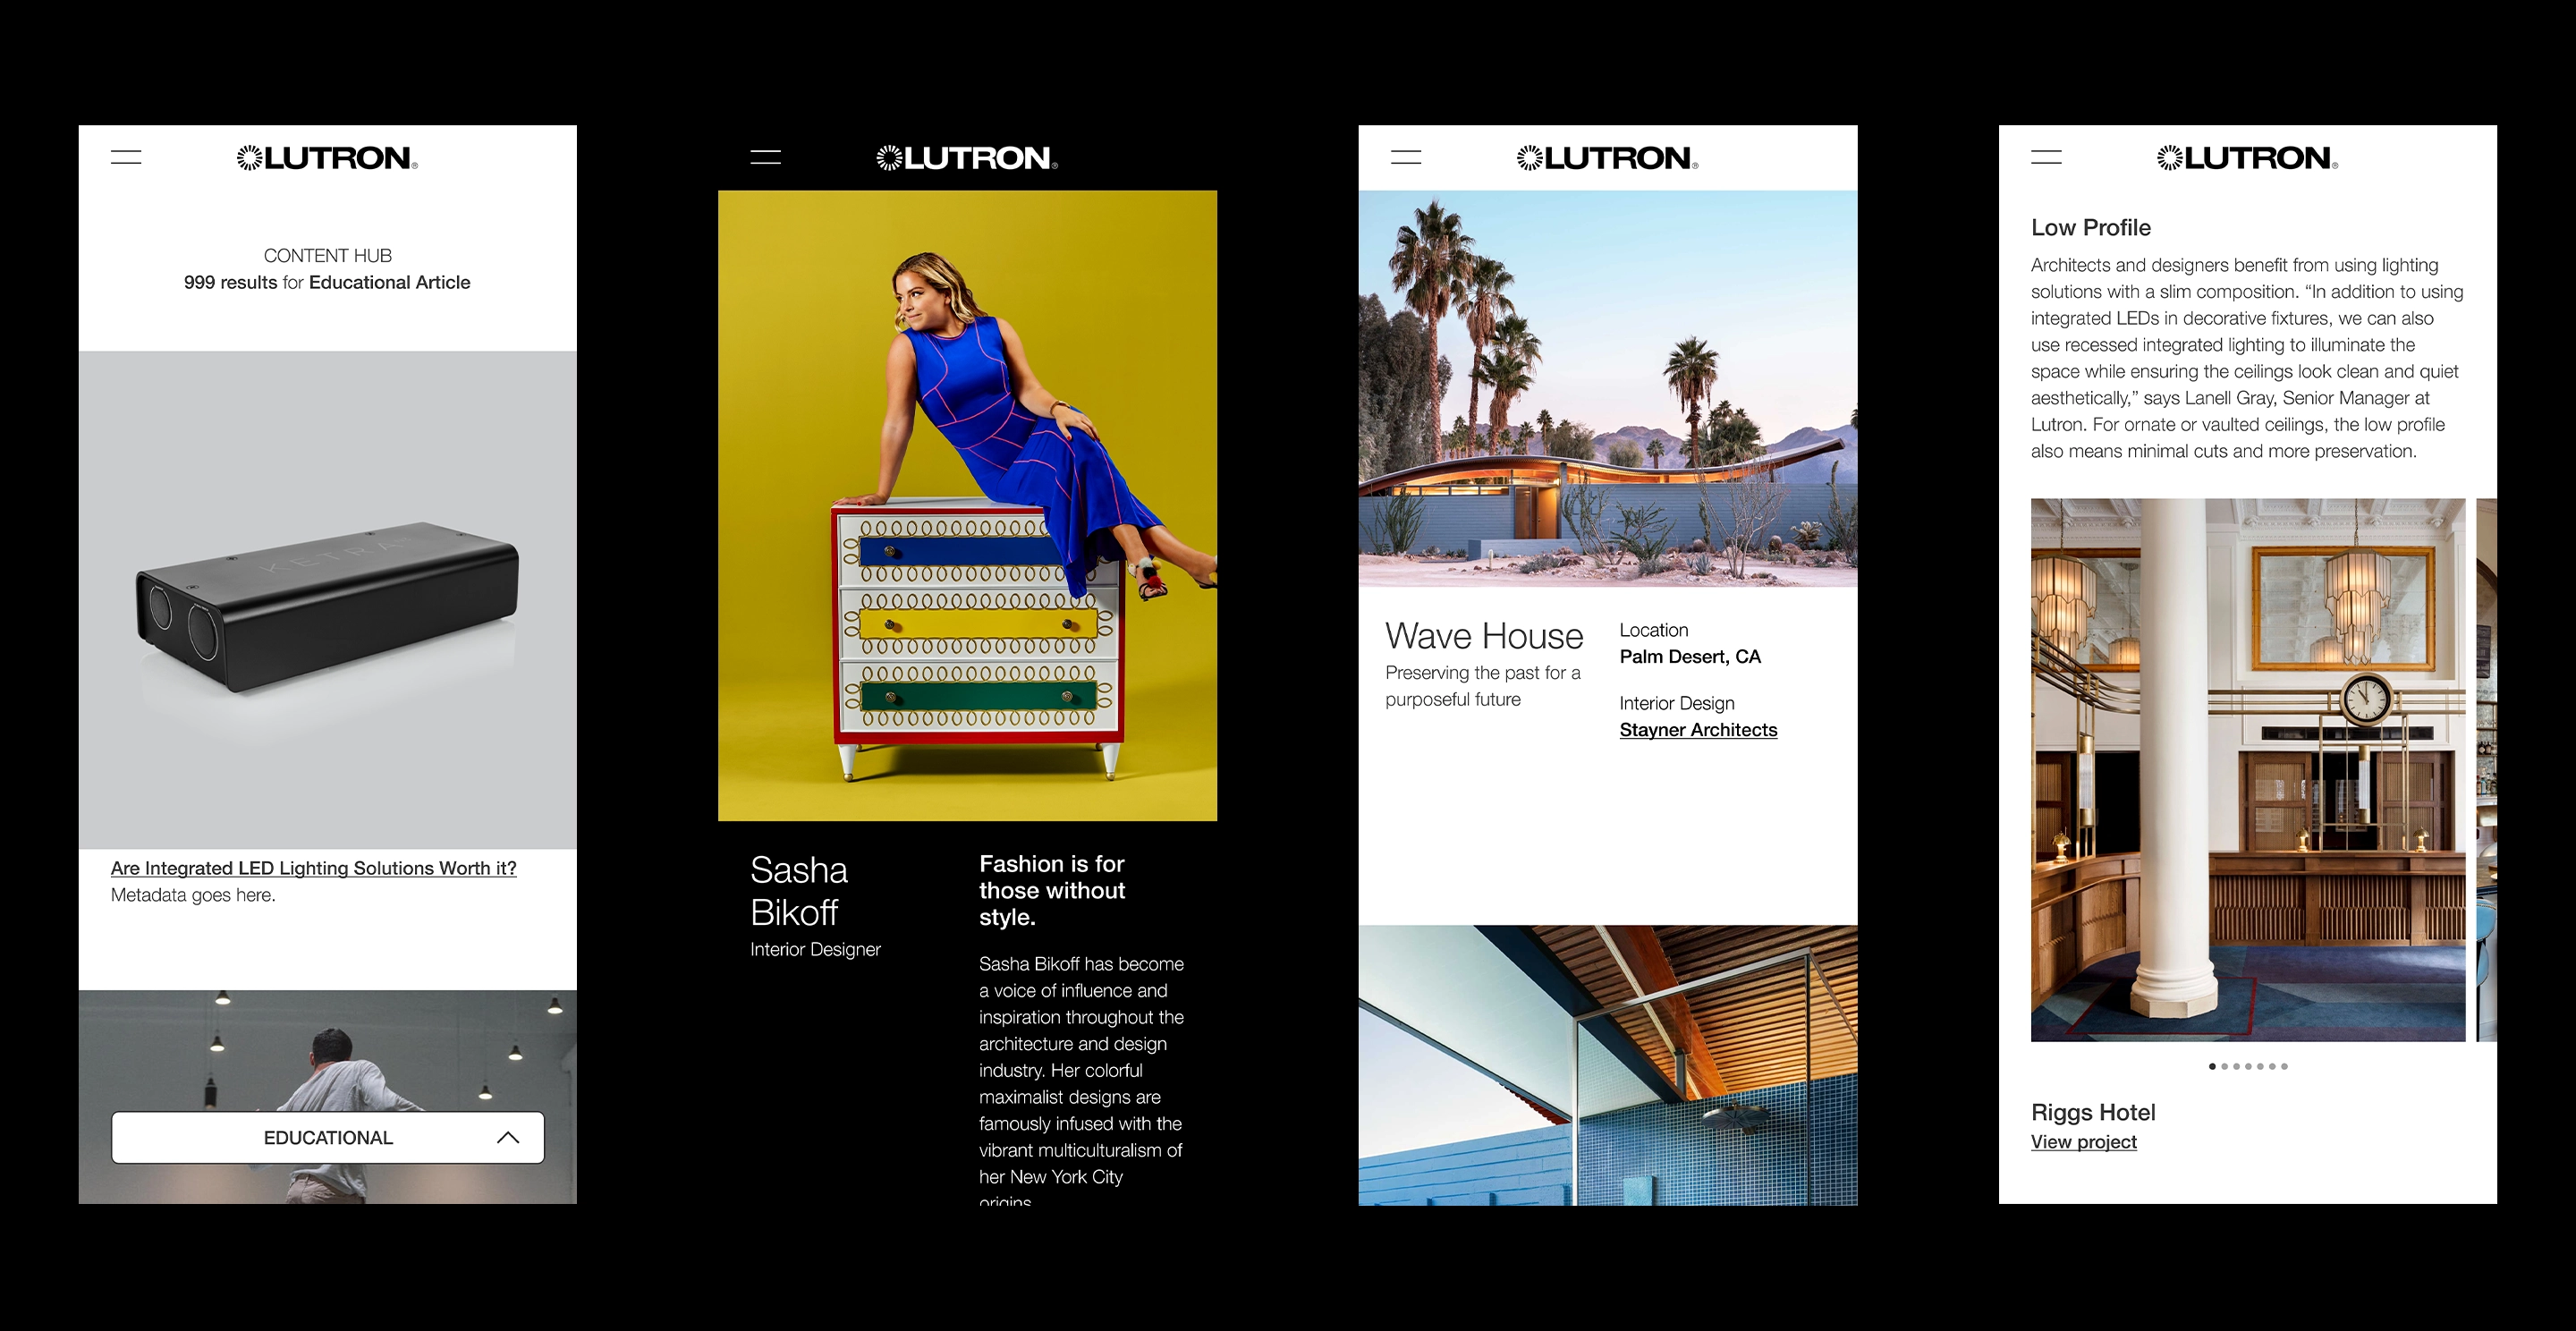 LUTRON®
CONTENT HUB
999 results for Educational Article
KETRA
Are Integrated LED Lighting Solutions Worth it?
Metadata goes here.
EDUCATIONAL
LUTRON®
Sasha
Bikoff
Interior Designer
Fashion is for
those without
style.
Sasha Bikoff has become
a voice of influence and
inspiration throughout the
architecture and design
industry. Her colorful
maximalist designs are
famously infused with the
vibrant multiculturalism of
her New York City
origins
LUTRON®
Wave House
Preserving the past for a
purposeful future
Location
Palm Desert, CA
Interior Design
Stayner Architects
LUTRON®
Low Profile
Architects and designers benefit from using lighting
solutions with a slim composition. “In addition to using
integrated LEDs in decorative fixtures, we can also
use recessed integrated lighting to illuminate the
space while ensuring the ceilings look clean and quiet
aesthetically,” says Lanell Gray, Senior Manager at
Lutron. For ornate or vaulted ceilings, the low profile
also means minimal cuts and more preservation.
Riggs Hotel
View project